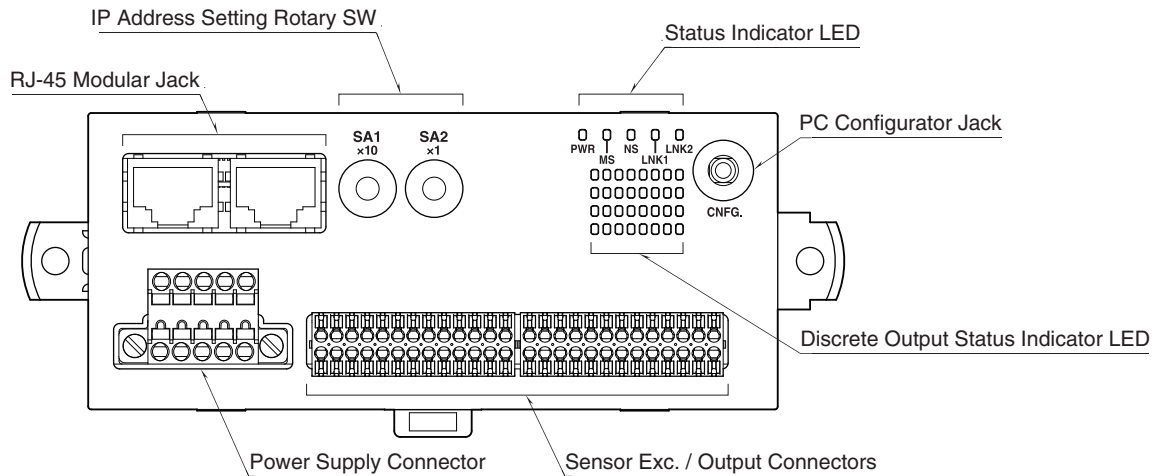 IP Address Setting Rotary SW
Status Indicator LED
RJ-45 Modular Jack
PC Configurator Jack
SA1
×10
SA2
×1
PWR
MS
NS
LNK1
LNK2
CNFG.
Discrete Output Status Indicator LED
Power Supply Connector
Sensor Exc. / Output Connectors